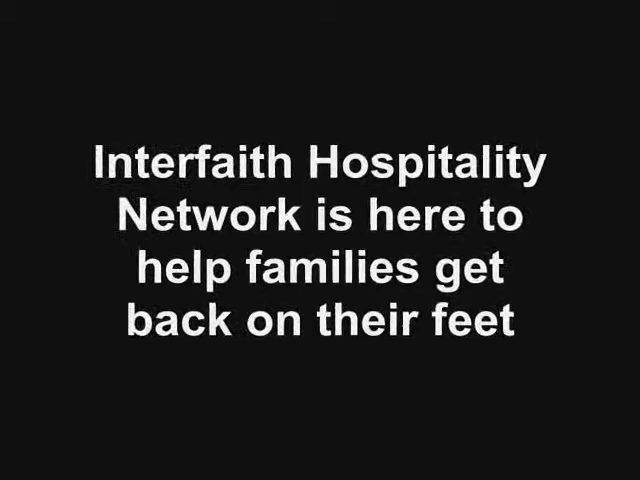 Interfaith Hospitality
Network is here to
help families get
back on their feet